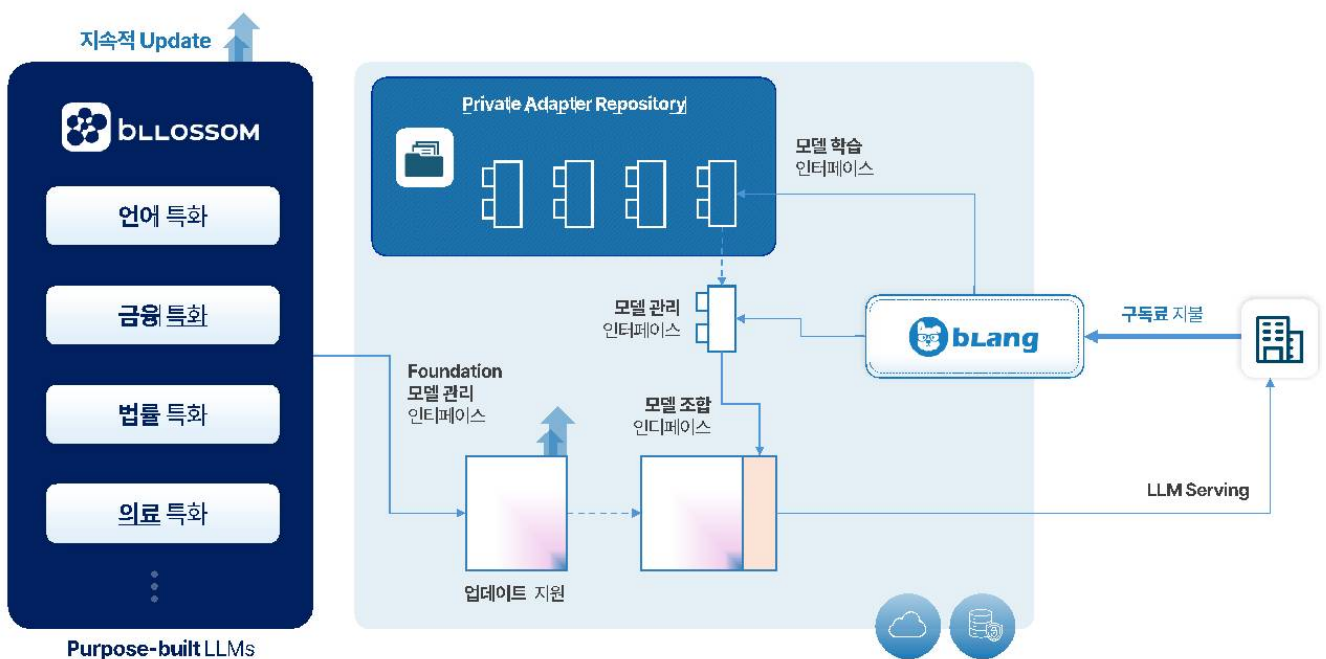 지속적 Update
bLLOSSOM
언어 특화
금융 특화
법률 특화
의료 특화
Purpose-built LLMs
Private Adapter Repository
모델 학습
인터페이스
모델 관리
인터페이스
bLang
구독료 지불
Foundation
모델 관리
인터페이스
모델 조합
인터페이스
업데이트 지원
LLM Serving